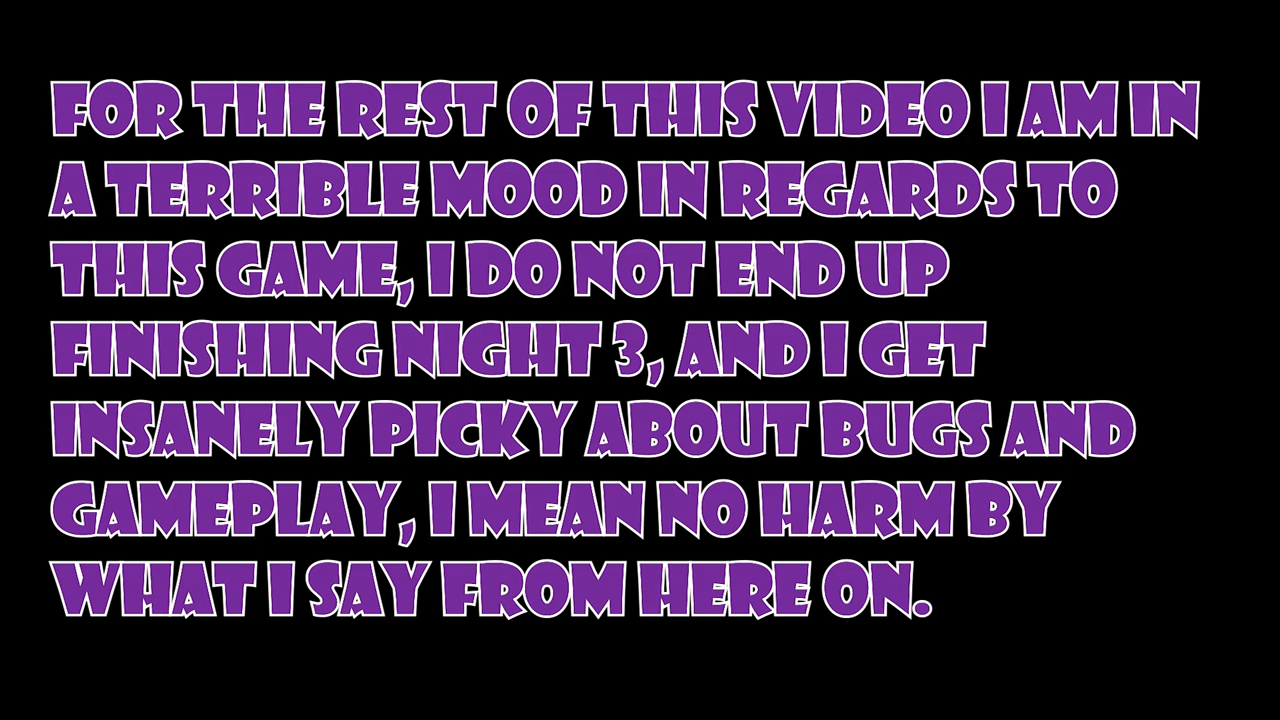 FOR THE REST OF THIS VIDEO I AM IN
A TERRIBLE MOOD IN REGARDS TO
THIS GAME, I DO NOT END UP
FINISHING NIGHT 3, AND I GET
INSANELY PICKY ABOUT BUGS AND
GAMEPLAY, I MEAN NO HARM BY
WHAT I SAY FROM HERE ON.